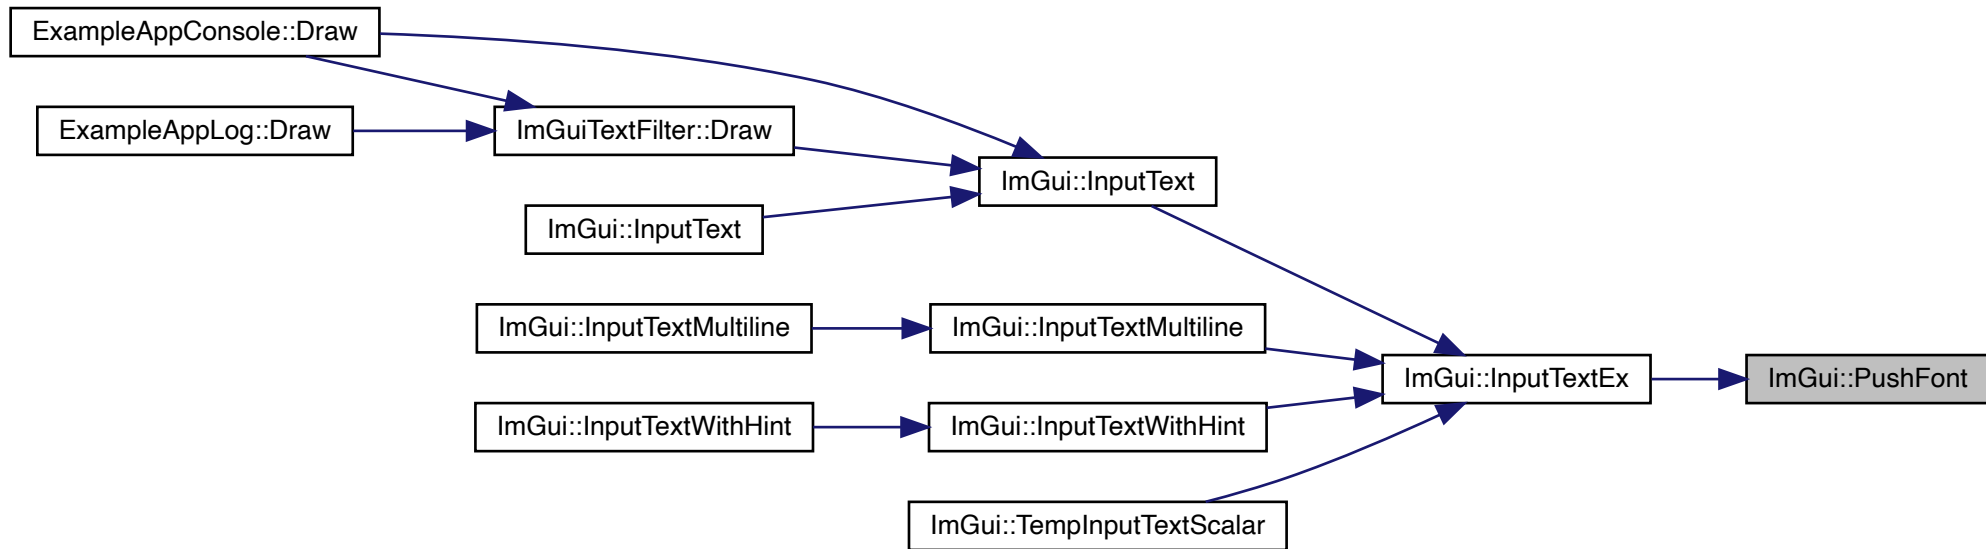 ExampleAppConsole::Draw
ExampleAppLog::Draw
ImGuiTextFilter::Draw
ImGui::InputText
ImGui::InputText
ImGui::InputTextMultiline
ImGui::InputTextMultiline
ImGui::InputTextEx
ImGui::PushFont
ImGui::InputTextWithHint
ImGui::InputTextWithHint
ImGui::TempInputTextScalar